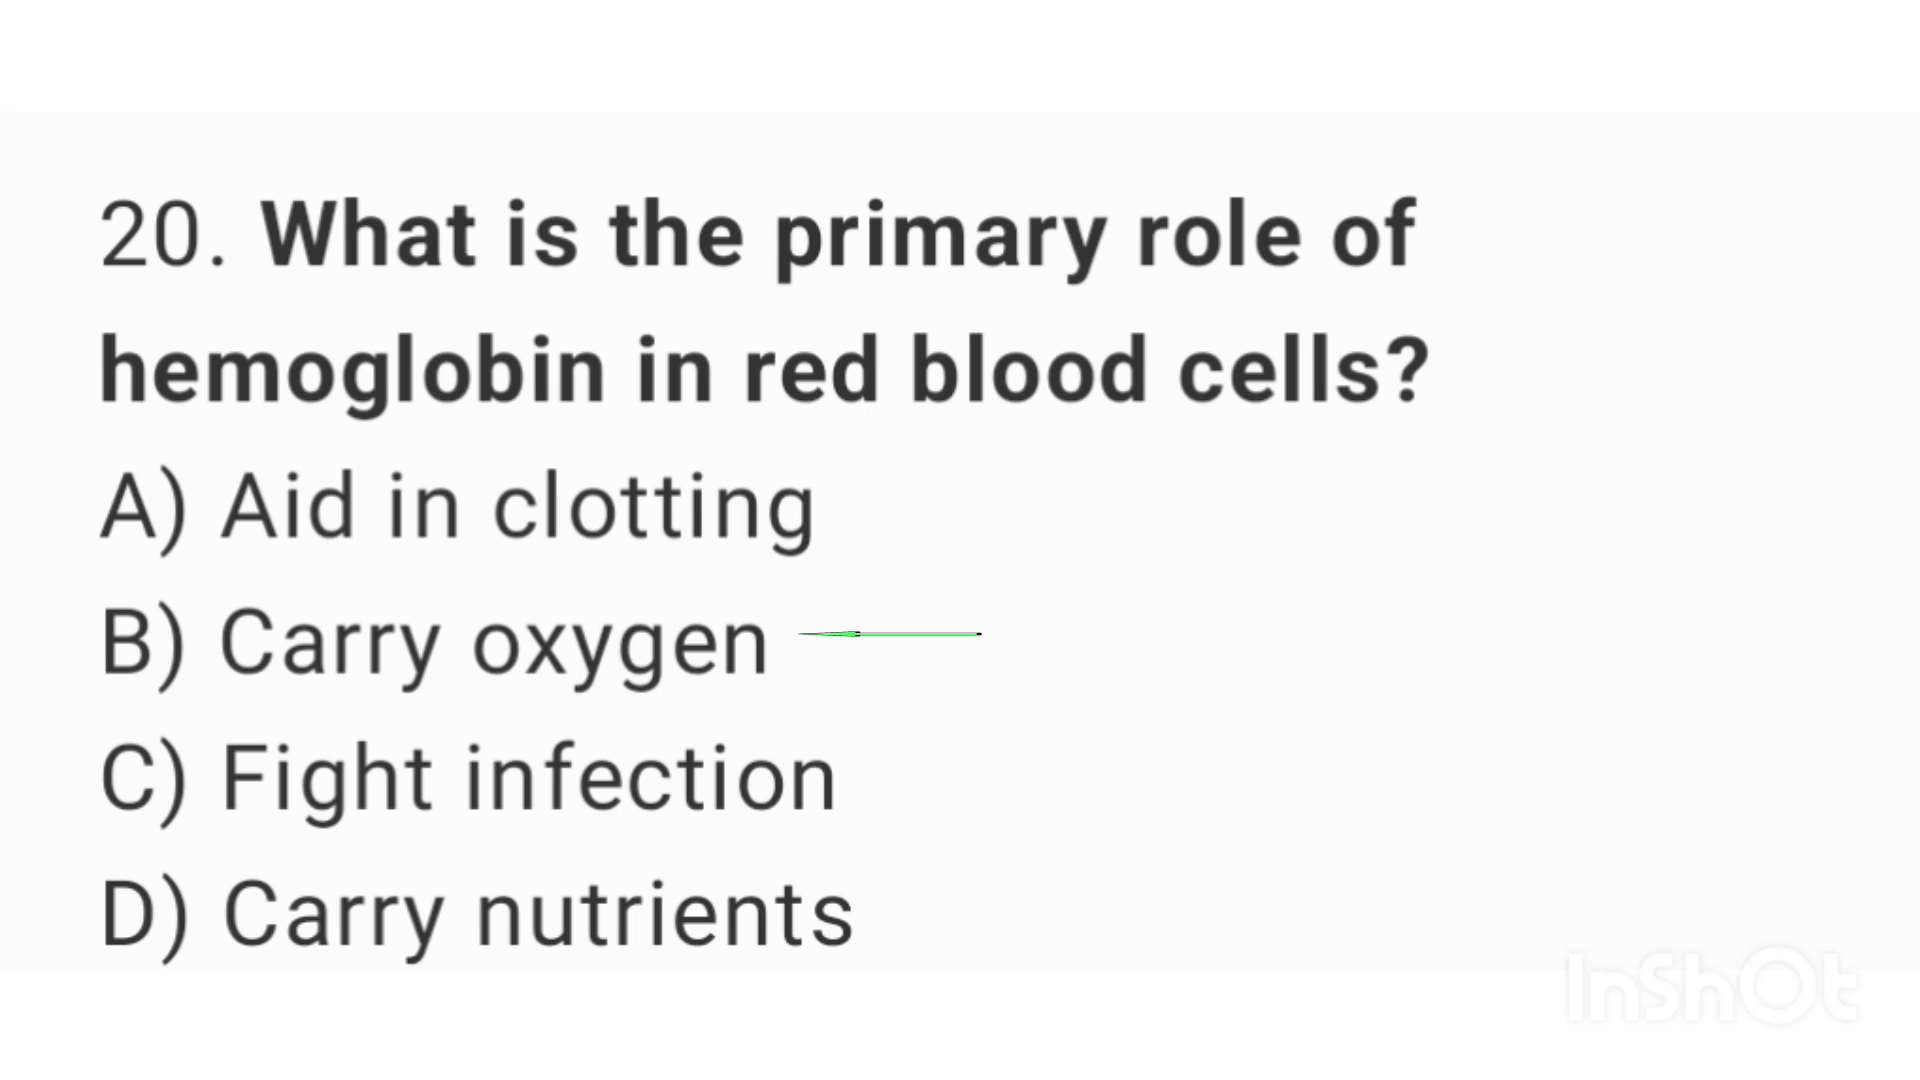 20. What is the primary role of
hemoglobin in red blood cells?
A) Aid in clotting
B) Carry oxygen
C) Fight infection
D) Carry nutrients
InShOt